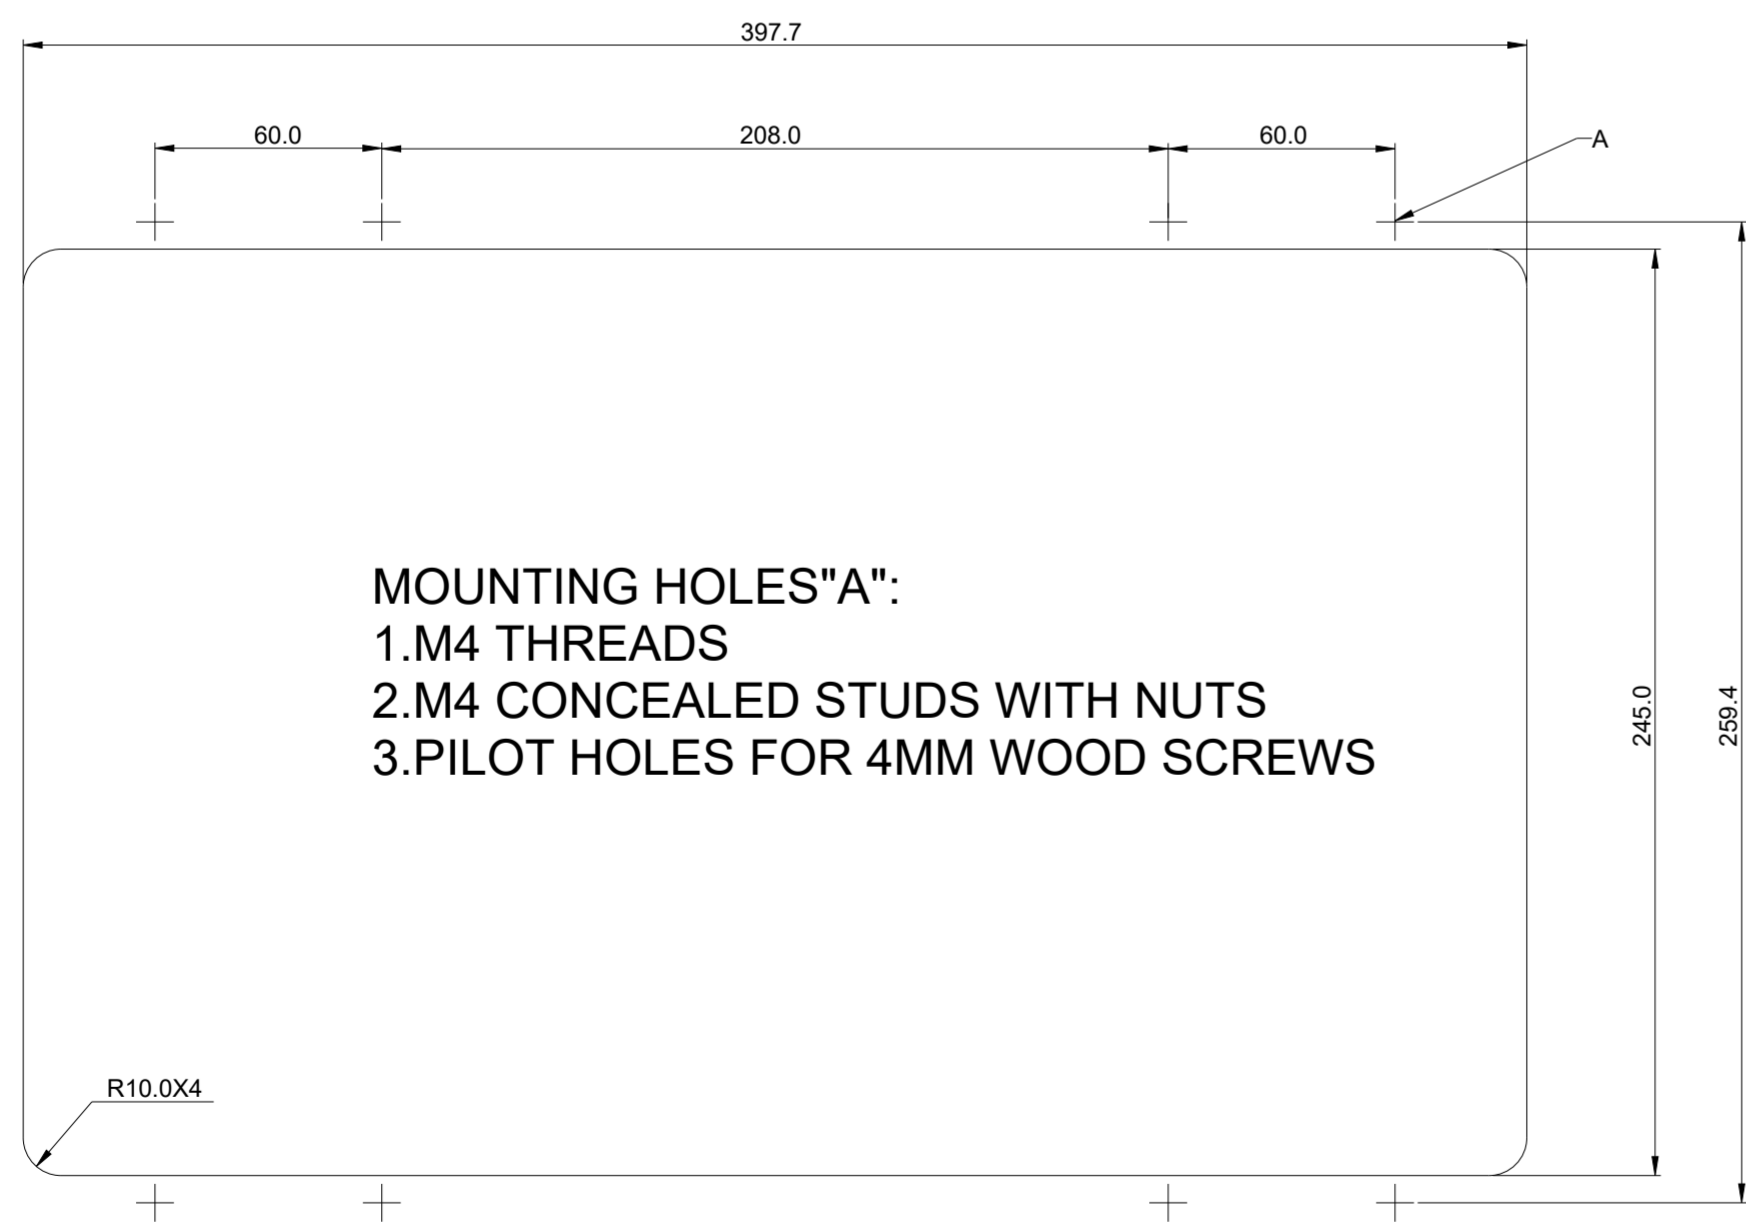 397.7
60.0 208.0 60.0 A
MOUNTING HOLES"A":
1.M4 THREADS
2.M4 CONCEALED STUDS WITH NUTS
3.PILOT HOLES FOR 4MM WOOD SCREWS
245.0
259.4
R10.0X4